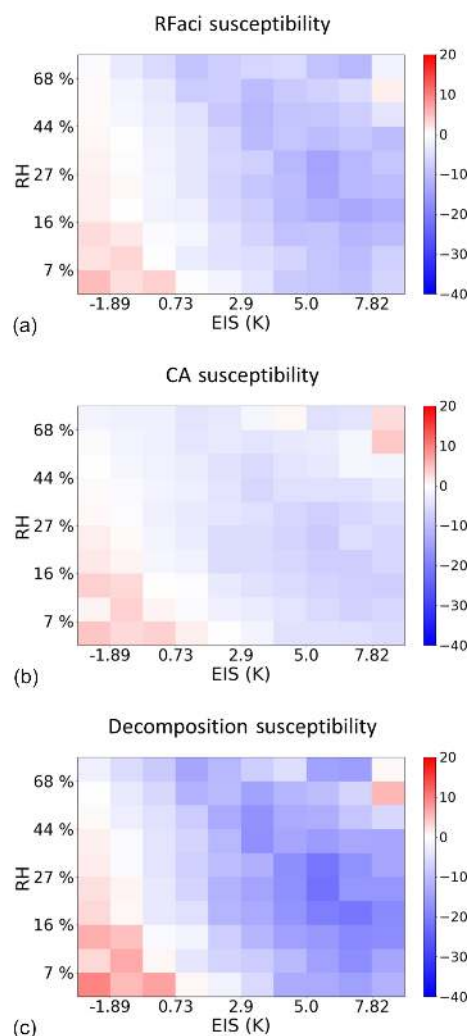 RFaci susceptibility
68 %
44 %
27 %
16 %
7 %
RH
-1.89 0.73 2.9 5.0 7.82
EIS (K)
20
10
0
−10
−20
−30
−40
(a)
CA susceptibility
68 %
44 %
27 %
16 %
7 %
RH
-1.89 0.73 2.9 5.0 7.82
EIS (K)
20
10
0
−10
−20
−30
−40
(b)
Decomposition susceptibility
68 %
44 %
27 %
16 %
7 %
RH
-1.89 0.73 2.9 5.0 7.82
EIS (K)
20
10
0
−10
−20
−30
−40
(c)